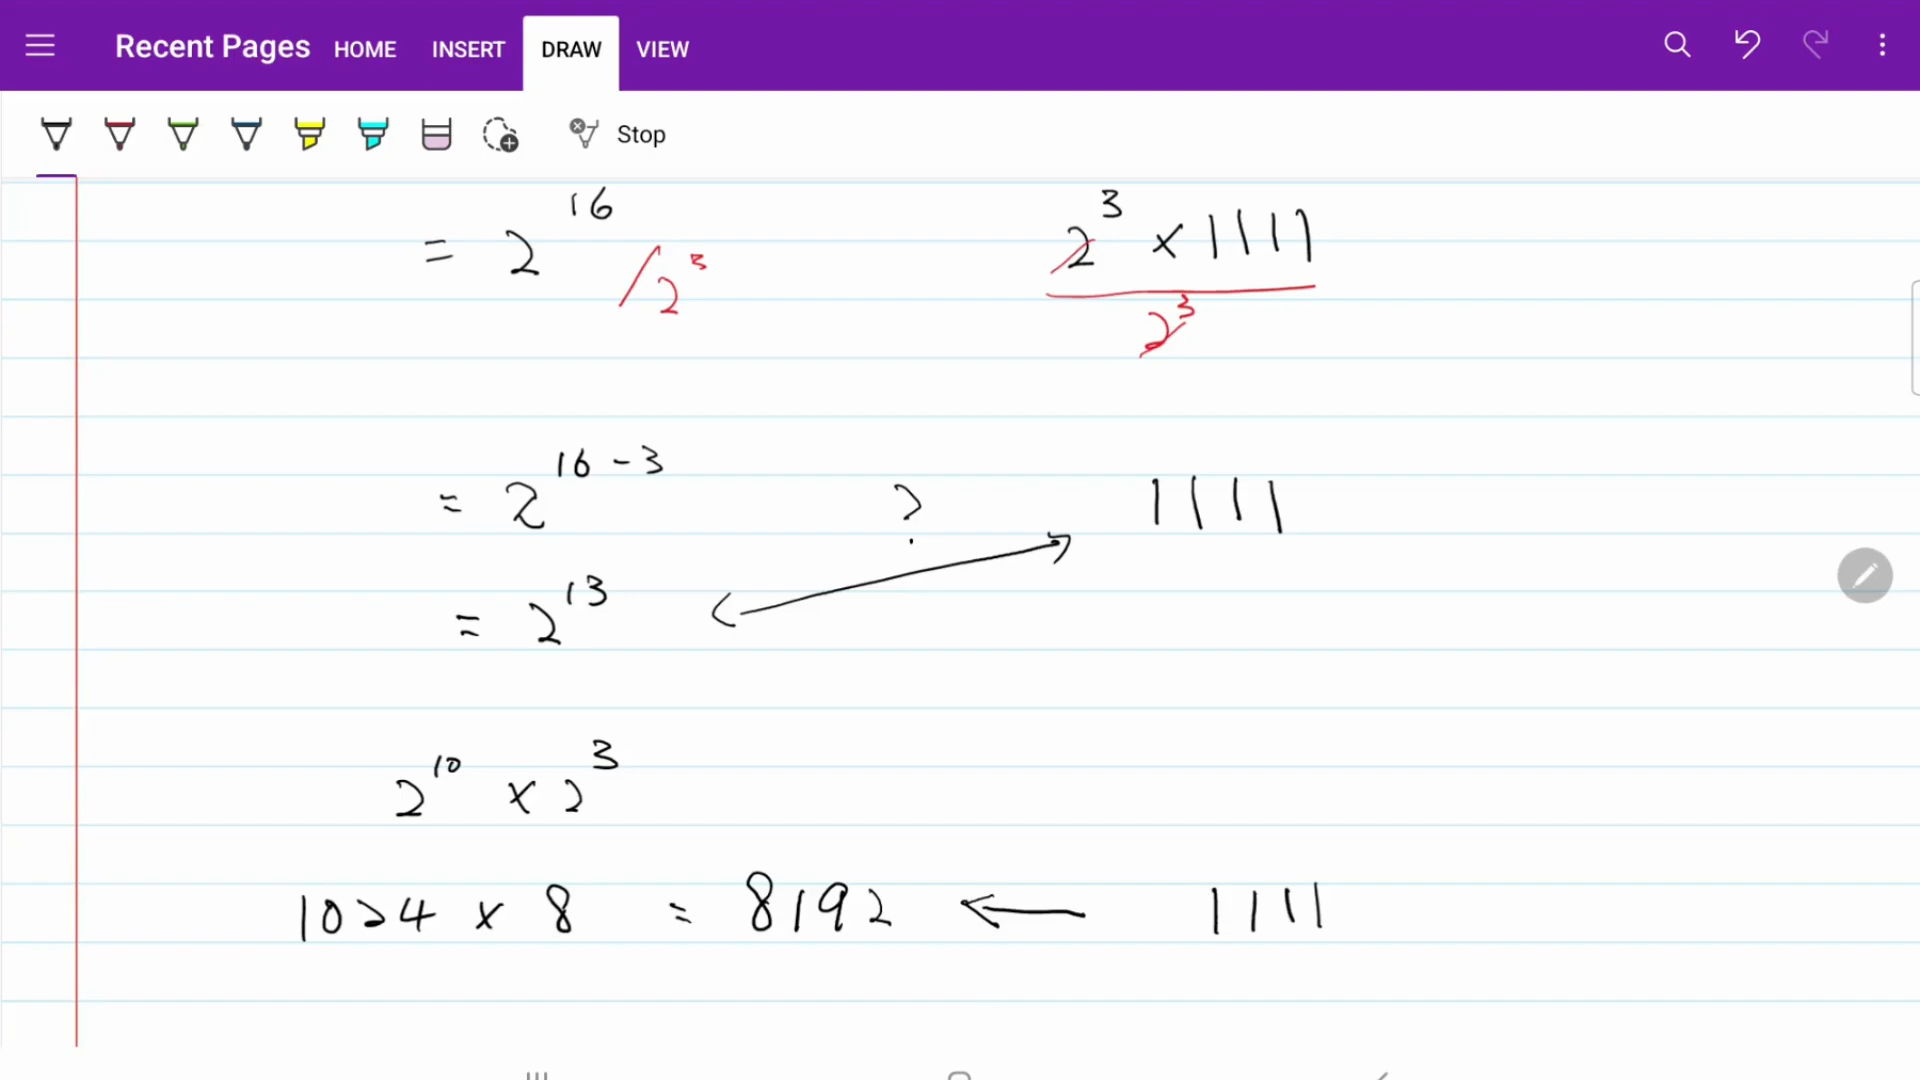 Recent Pages HOME INSERT DRAW VIEW
Stop
= 2^16 /2^3 2^3 × 1111
2^3
= 2^16-3 ? 1111
= 2^13
2^10 × 2^3
1024 × 8 = 8192 ← 1111